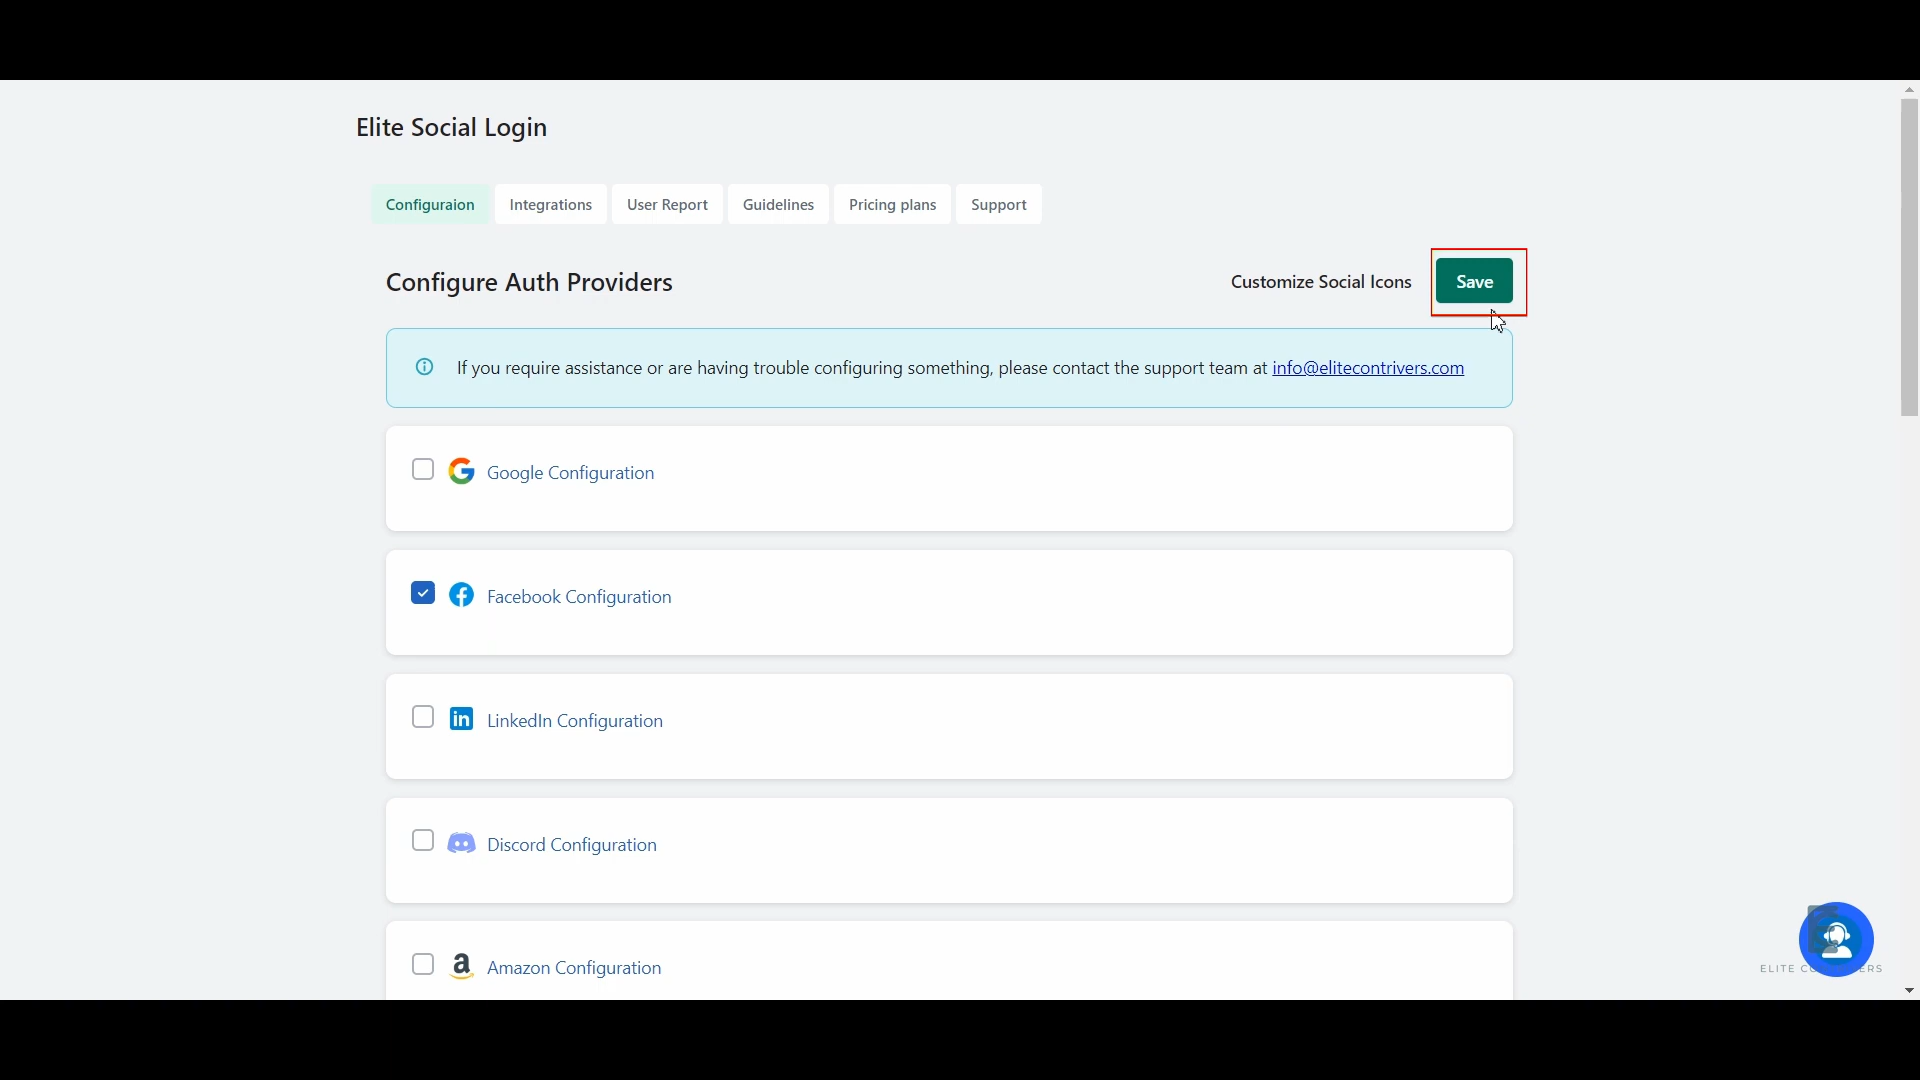 Elite Social Login
Configuraion
Integrations
User Report
Guidelines
Pricing plans
Support
Configure Auth Providers
Customize Social Icons
Save
If you require assistance or are having trouble configuring something, please contact the support team at info@elitecontrivers.com
Google Configuration
Facebook Configuration
LinkedIn Configuration
Discord Configuration
Amazon Configuration
ELITE